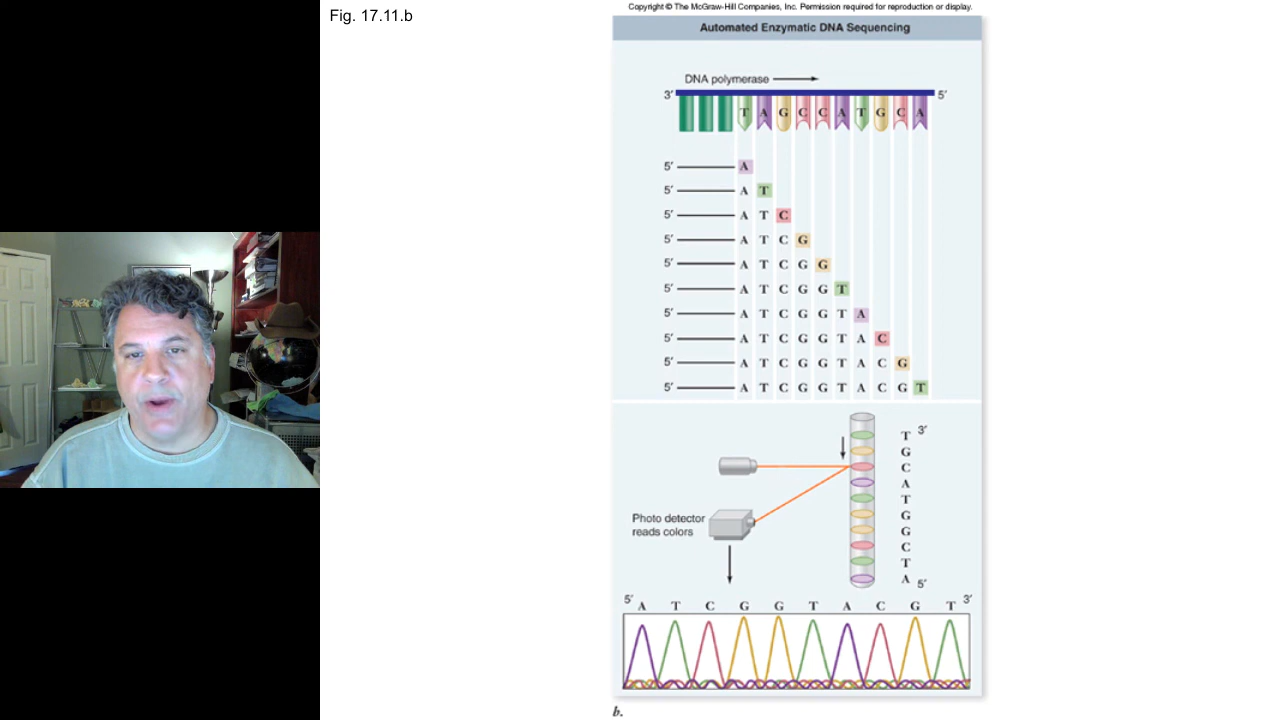 Fig. 17.11.b
Copyright © The McGraw-Hill Companies, Inc. Permission required for reproduction or display.
Automated Enzymatic DNA Sequencing
DNA polymerase
3′ 5′
T A G C C A T G C A
5′ A
5′ A T
5′ A T C
5′ A T C G
5′ A T C G G
5′ A T C G G T
5′ A T C G G T A
5′ A T C G G T A C
5′ A T C G G T A C G
5′ A T C G G T A C G T
Photo detector
reads colors
T 3′
G
C
A
T
G
G
C
T
A 5′
5′ A T C G G T A C G T 3′
b.